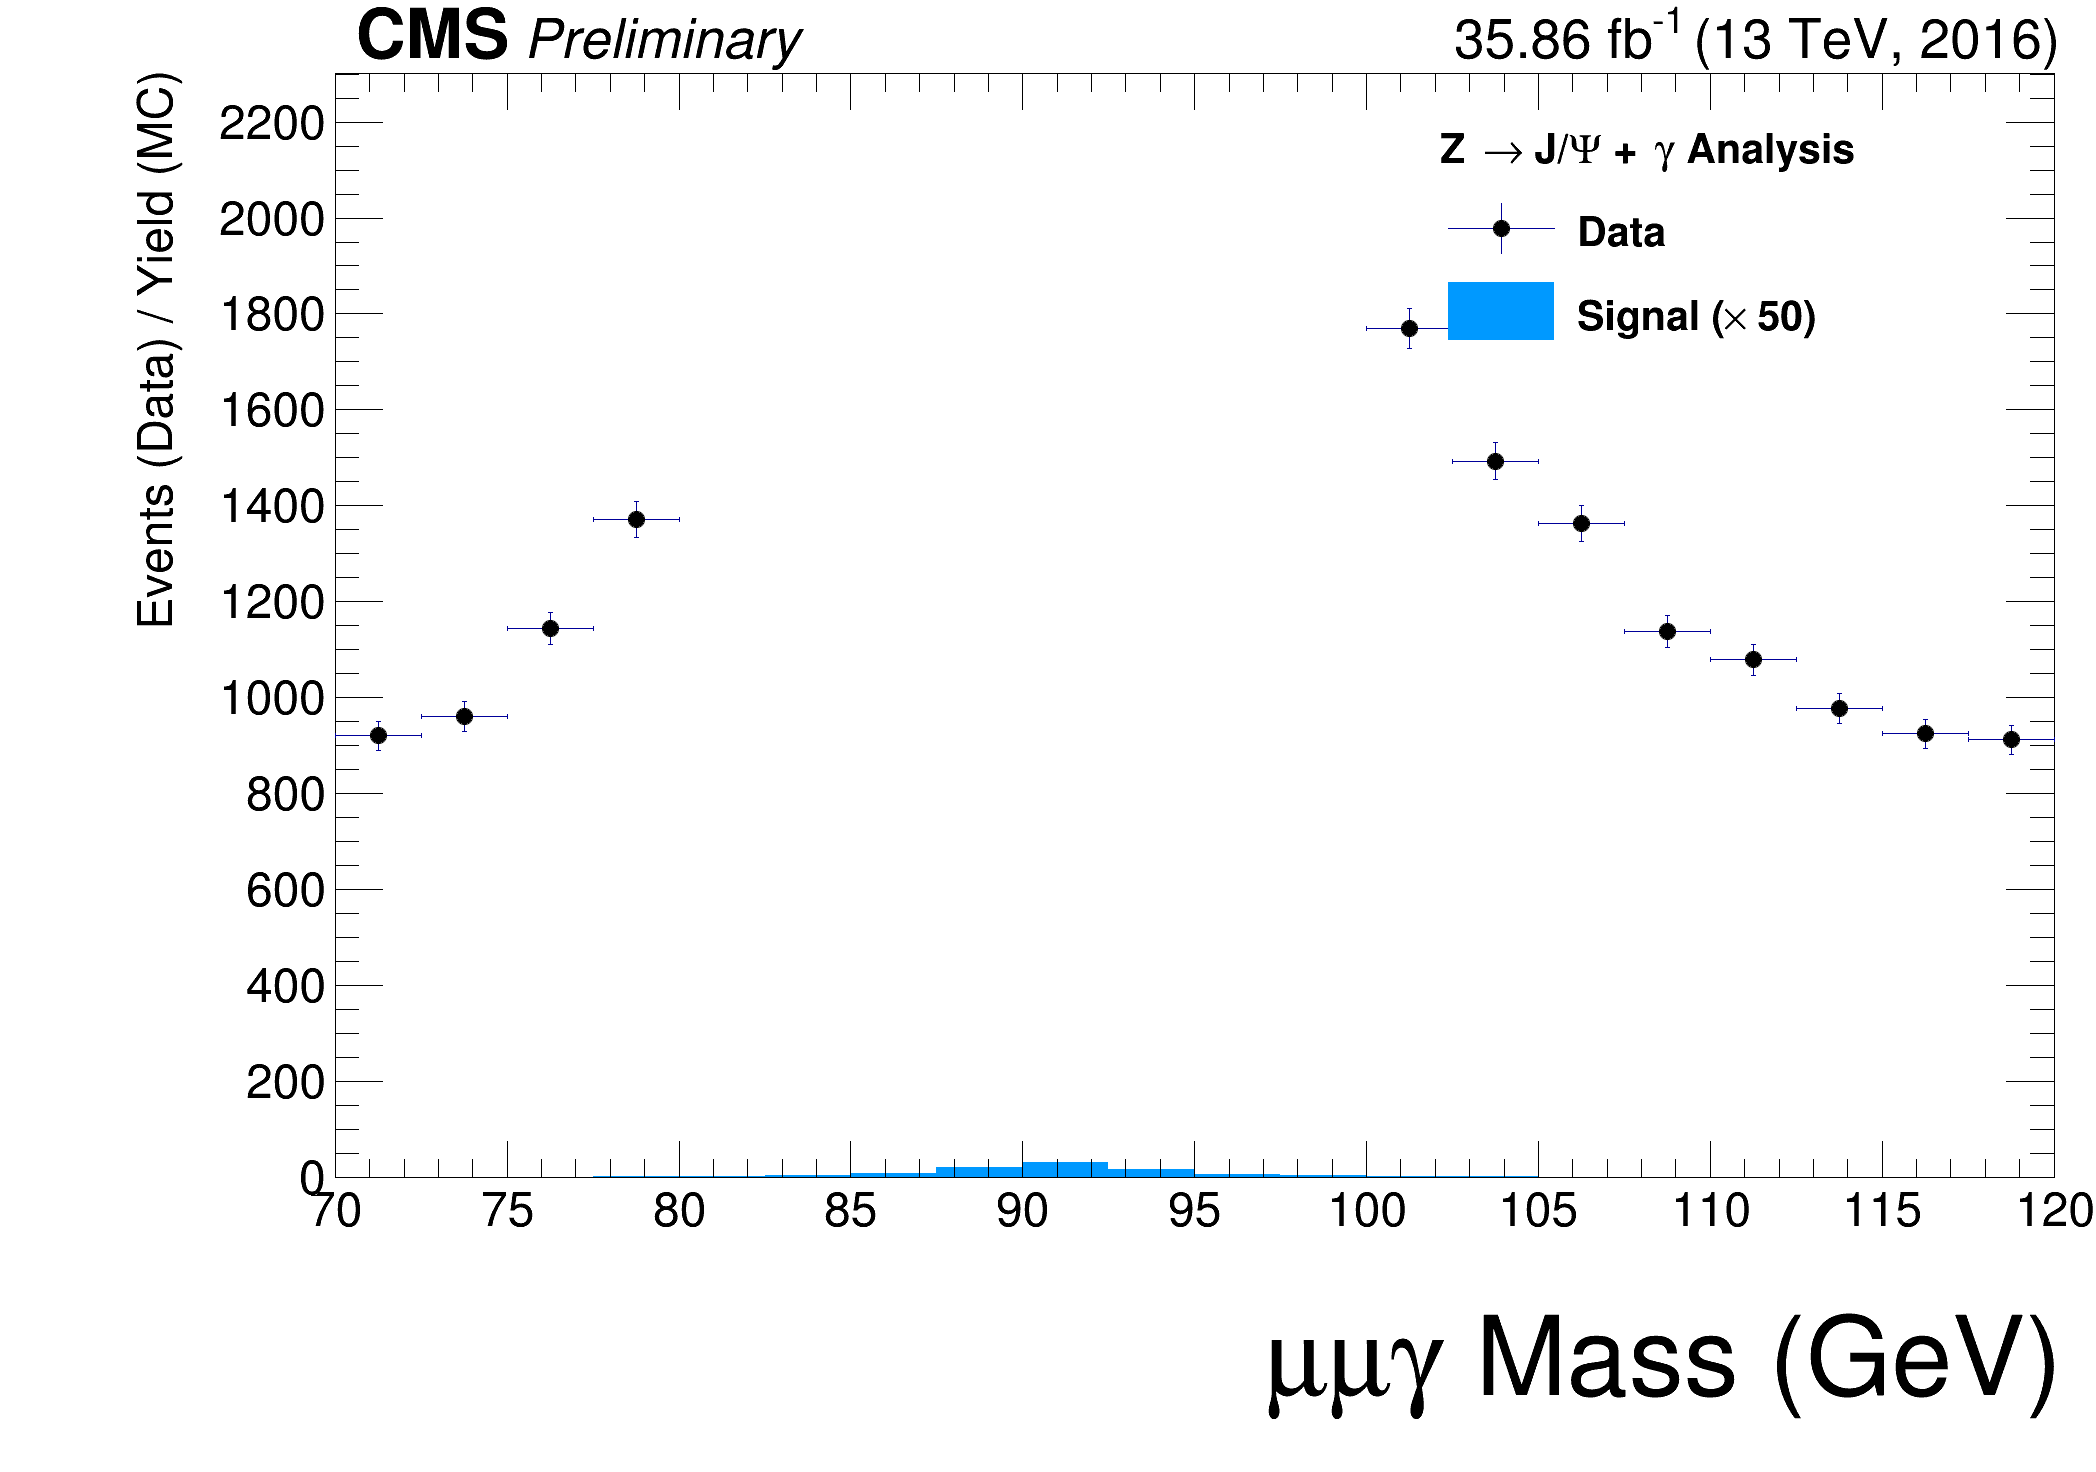 CMS Preliminary 35.86 fb⁻¹ (13 TeV, 2016)
Events (Data) / Yield (MC)
2200
2000
1800
1600
1400
1200
1000
800
600
400
200
0
Z → J/Ψ + γ Analysis
Data
Signal (× 50)
70 75 80 85 90 95 100 105 110 115 120
μμγ Mass (GeV)